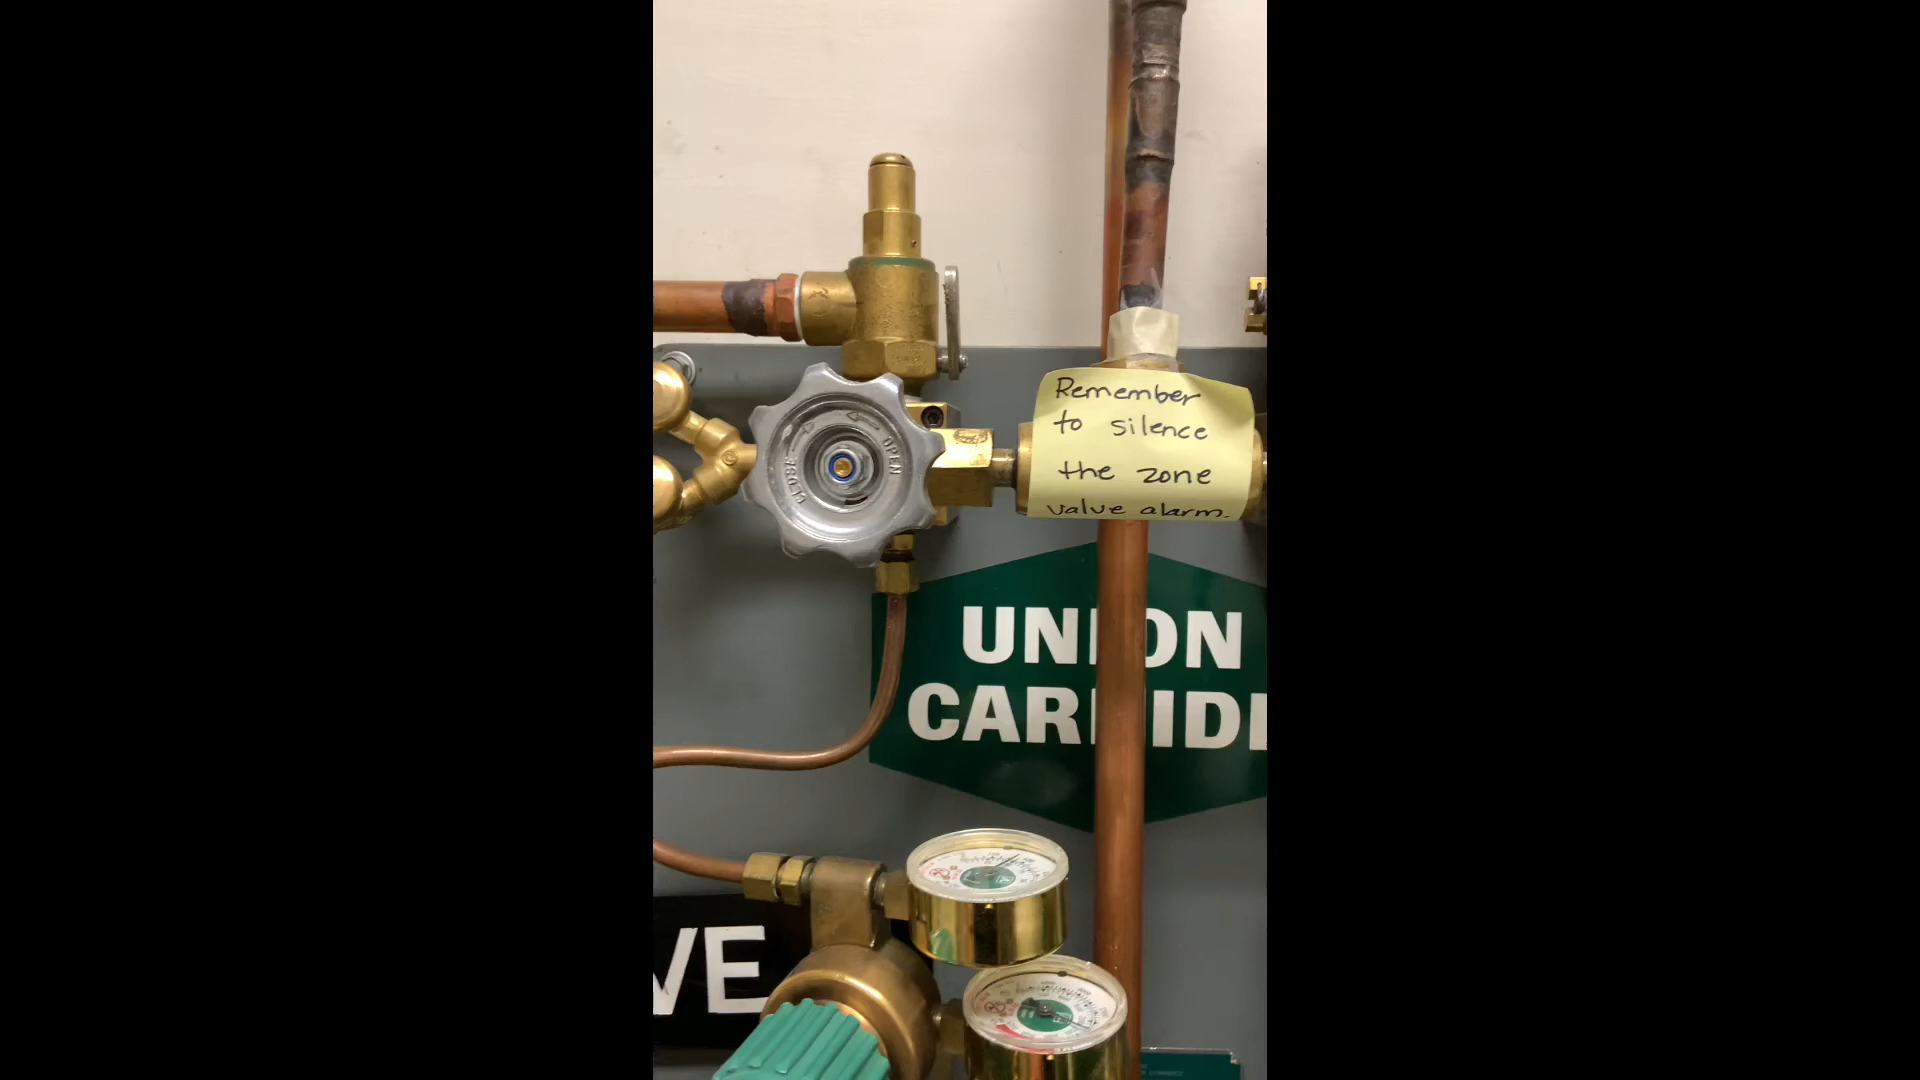 Remember
to silence
the zone
valve alarm.
OPEN
CLOSE
UNION
CARBIDE
VE